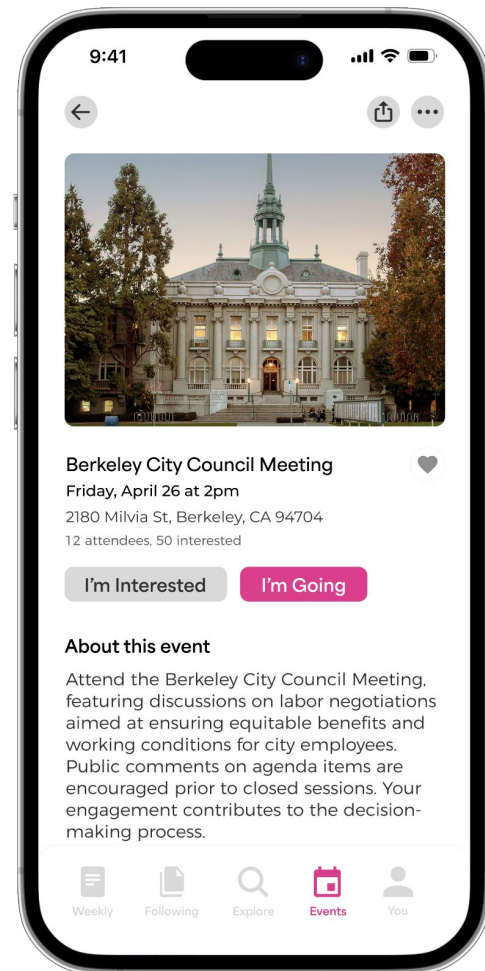 9:41
Berkeley City Council Meeting
Friday, April 26 at 2pm
2180 Milvia St, Berkeley, CA 94704
12 attendees, 50 interested
I'm Interested
I'm Going
About this event
Attend the Berkeley City Council Meeting,
featuring discussions on labor negotiations
aimed at ensuring equitable benefits and
working conditions for city employees.
Public comments on agenda items are
encouraged prior to closed sessions. Your
engagement contributes to the decision-
making process.
Weekly
Following
Explore
Events
You